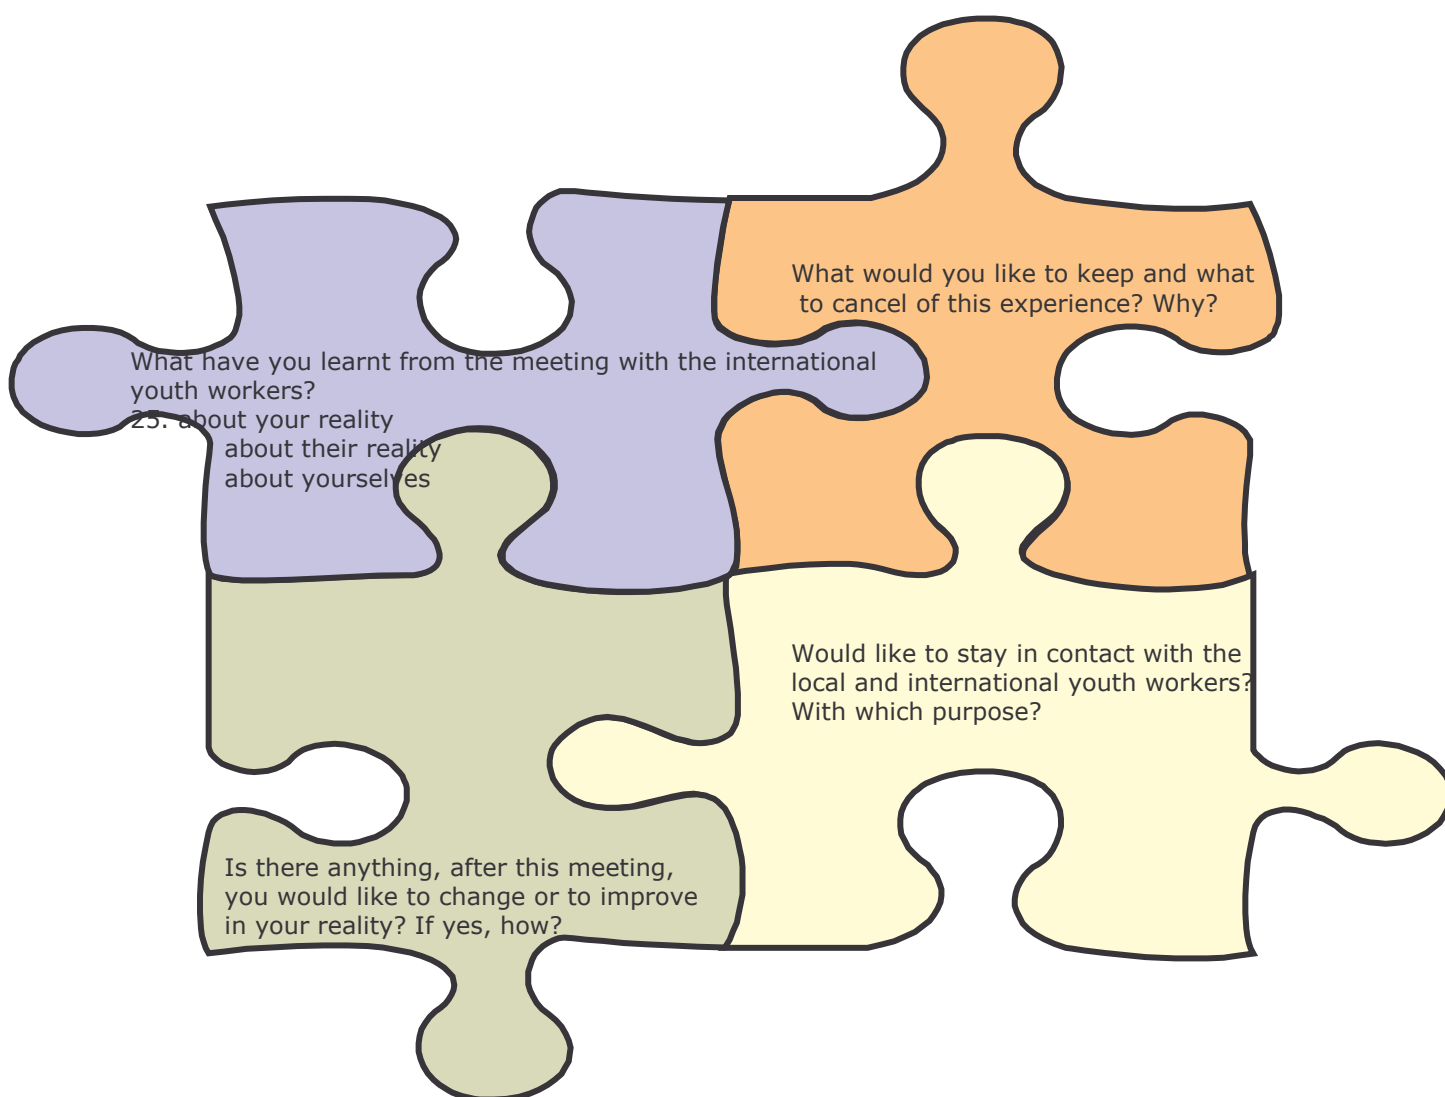 What have you learnt from the meeting with the international
youth workers?
25. about your reality
about their reality
about yourselves
What would you like to keep and what
to cancel of this experience? Why?
Is there anything, after this meeting,
you would like to change or to improve
in your reality? If yes, how?
Would like to stay in contact with the
local and international youth workers?
With which purpose?